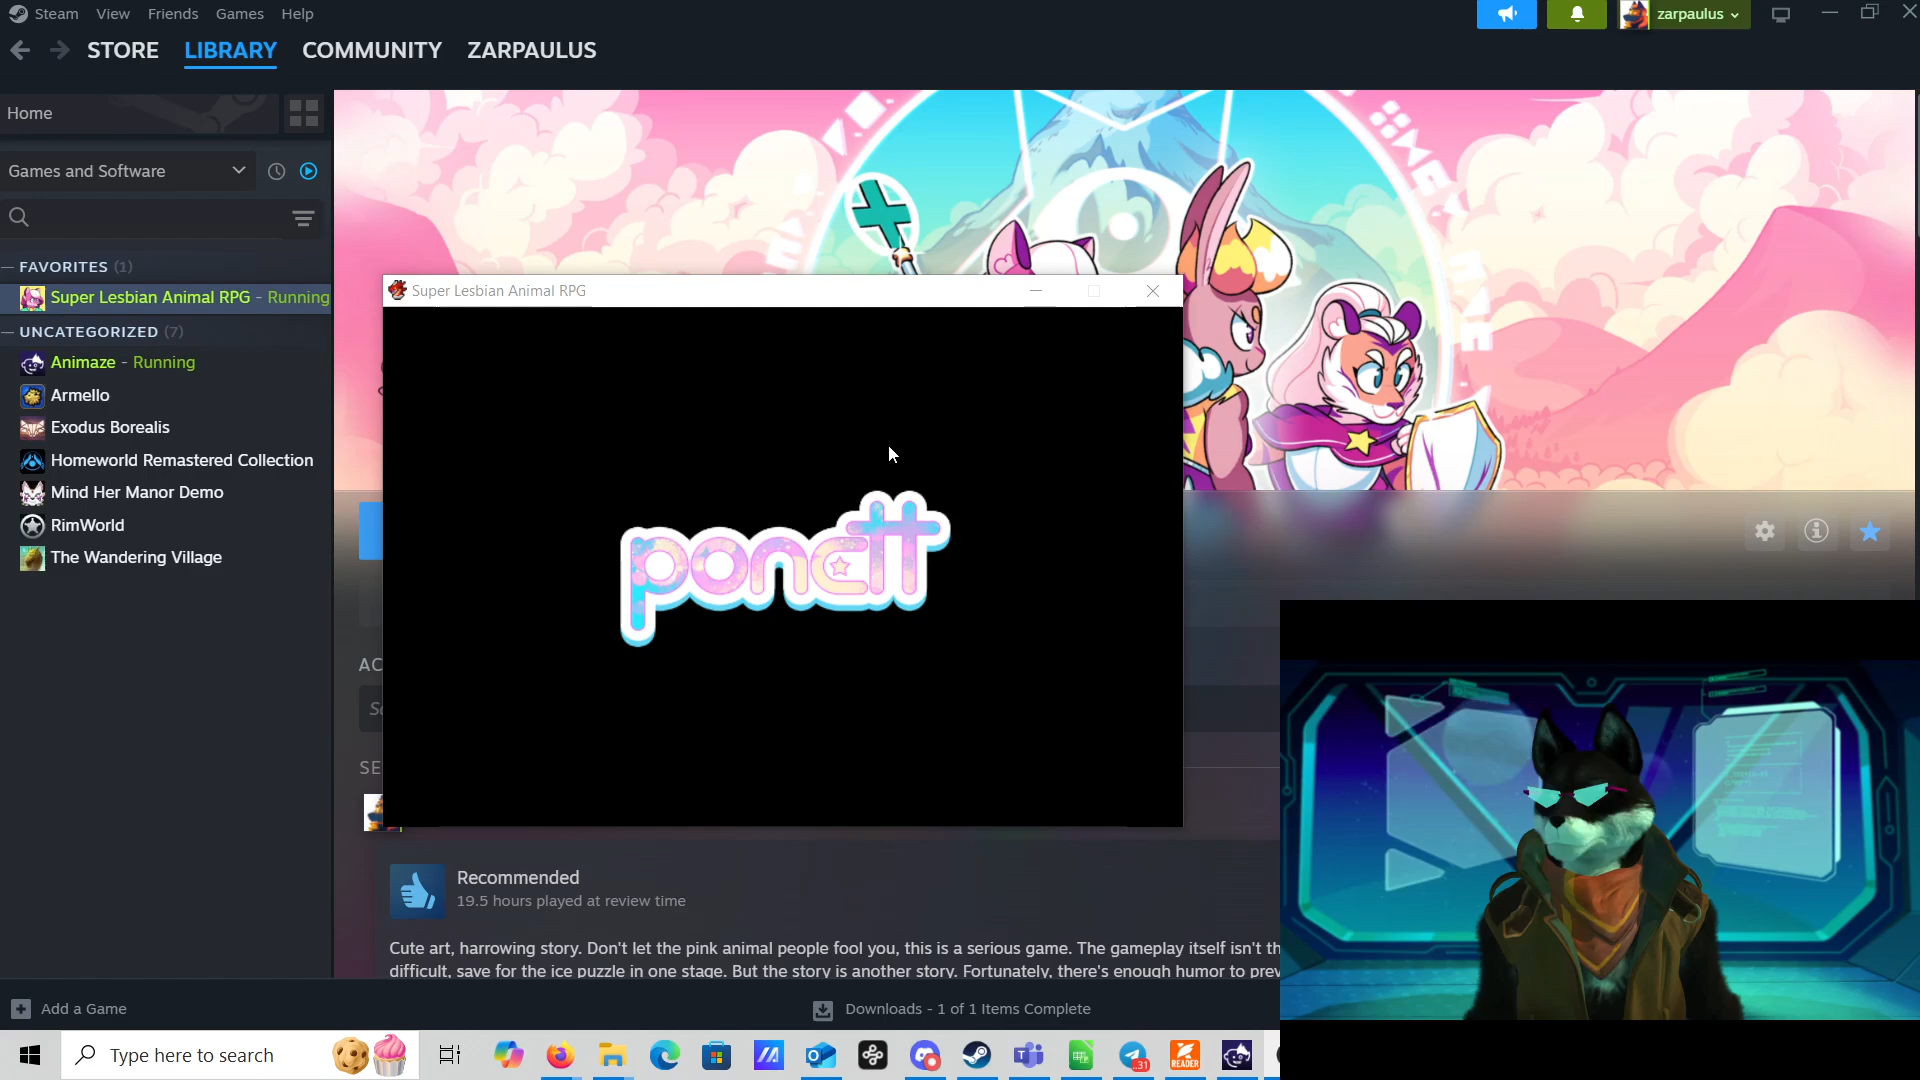 Steam View Friends Games Help
zarpaulus
STORE LIBRARY COMMUNITY ZARPAULUS
Home
Games and Software
FAVORITES (1)
Super Lesbian Animal RPG - Running
Super Lesbian Animal RPG
UNCATEGORIZED (7)
Animaze - Running
Armello
Exodus Borealis
Homeworld Remastered Collection
Mind Her Manor Demo
RimWorld
The Wandering Village
poncett
AC
SE
Recommended
19.5 hours played at review time
Cute art, harrowing story. Don't let the pink animal people fool you, this is a serious game. The gameplay itself isn't th
difficult, save for the ice puzzle in one stage. But the story is another story. Fortunately, there's enough humor to prev
Add a Game
Downloads - 1 of 1 Items Complete
Type here to search
31
READER